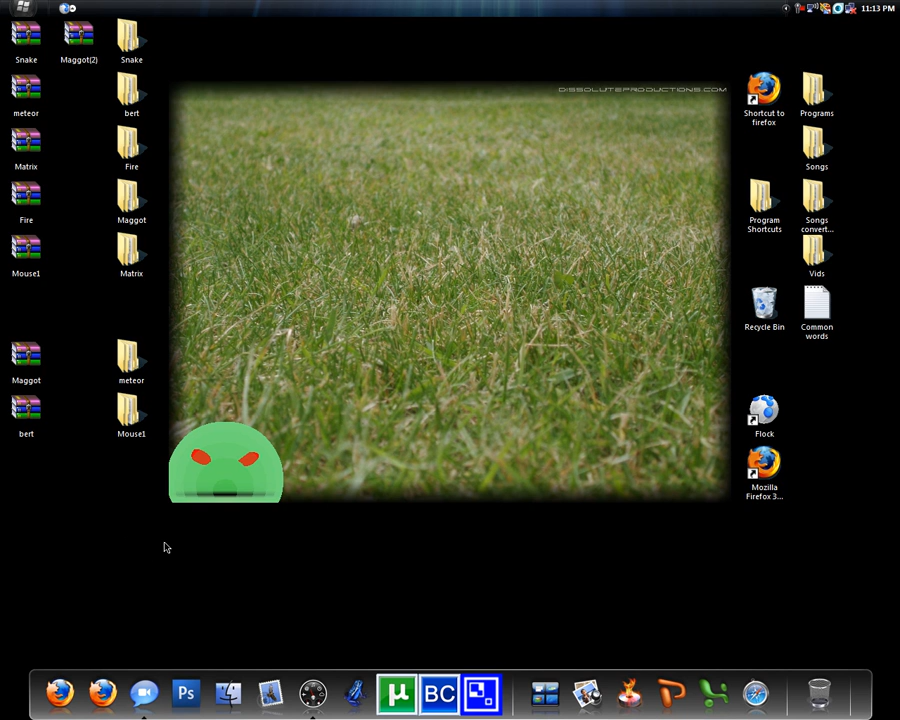 11:13 PM
Snake
Maggot(2)
Snake
meteor
bert
Matrix
Fire
Fire
Maggot
Mouse1
Matrix
Maggot
meteor
bert
Mouse1
DISSOLUTEPRODUCTIONS.COM
Shortcut to
firefox
Programs
Songs
Program
Shortcuts
Songs
convert...
Vids
Recycle Bin
Common
words
Flock
Mozilla
Firefox 3...
Ps
µ
BC